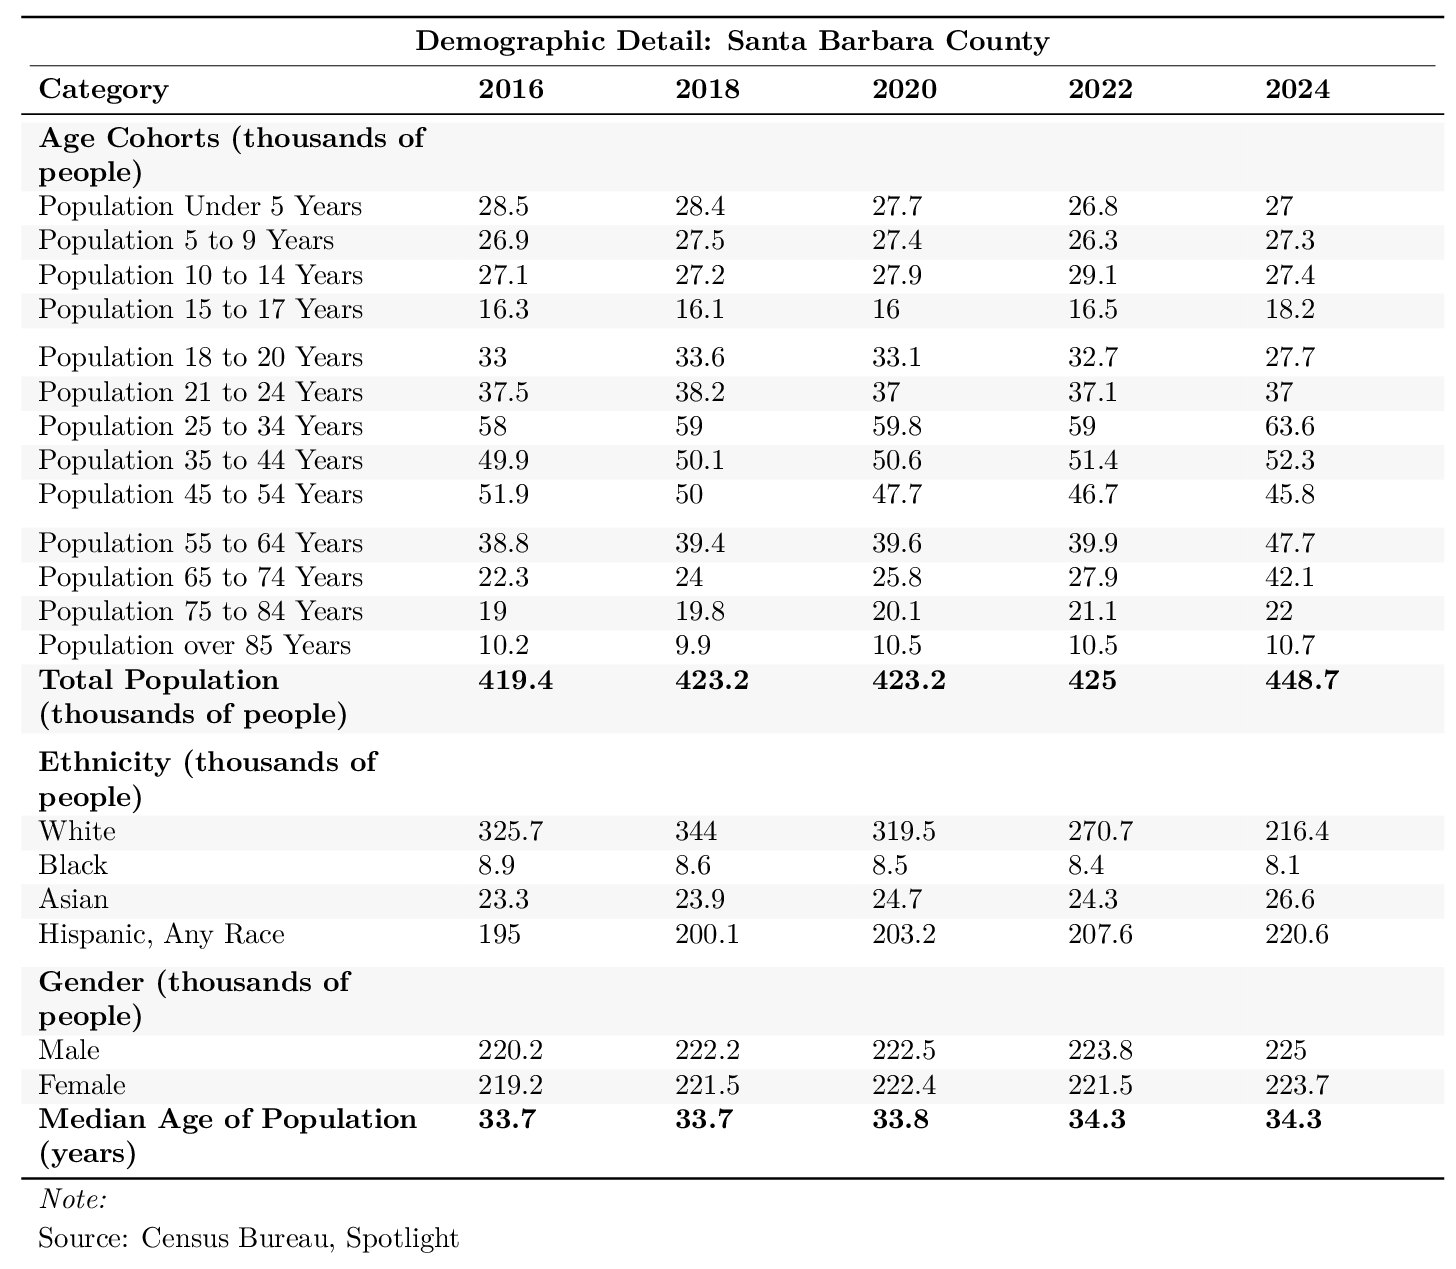 Demographic Detail: Santa Barbara County
Category 2016 2018 2020 2022 2024
Age Cohorts (thousands of
people)
Population Under 5 Years 28.5 28.4 27.7 26.8 27
Population 5 to 9 Years 26.9 27.5 27.4 26.3 27.3
Population 10 to 14 Years 27.1 27.2 27.9 29.1 27.4
Population 15 to 17 Years 16.3 16.1 16 16.5 18.2
Population 18 to 20 Years 33 33.6 33.1 32.7 27.7
Population 21 to 24 Years 37.5 38.2 37 37.1 37
Population 25 to 34 Years 58 59 59.8 59 63.6
Population 35 to 44 Years 49.9 50.1 50.6 51.4 52.3
Population 45 to 54 Years 51.9 50 47.7 46.7 45.8
Population 55 to 64 Years 38.8 39.4 39.6 39.9 47.7
Population 65 to 74 Years 22.3 24 25.8 27.9 42.1
Population 75 to 84 Years 19 19.8 20.1 21.1 22
Population over 85 Years 10.2 9.9 10.5 10.5 10.7
Total Population 419.4 423.2 423.2 425 448.7
(thousands of people)
Ethnicity (thousands of
people)
White 325.7 344 319.5 270.7 216.4
Black 8.9 8.6 8.5 8.4 8.1
Asian 23.3 23.9 24.7 24.3 26.6
Hispanic, Any Race 195 200.1 203.2 207.6 220.6
Gender (thousands of
people)
Male 220.2 222.2 222.5 223.8 225
Female 219.2 221.5 222.4 221.5 223.7
Median Age of Population 33.7 33.7 33.8 34.3 34.3
(years)
Note:
Source: Census Bureau, Spotlight